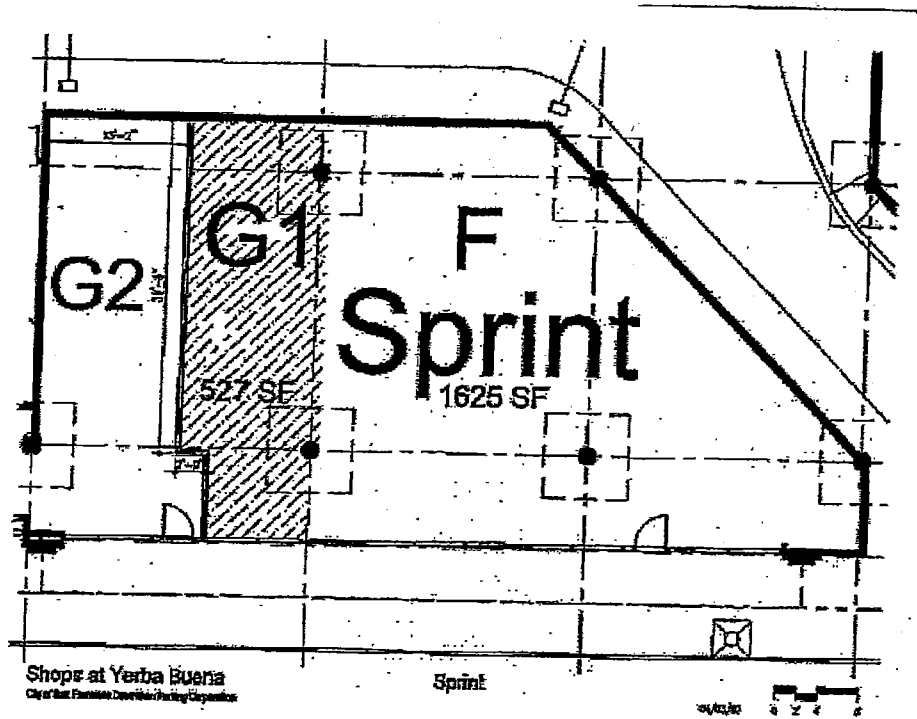 G1
F
G2
Sprint
527 SF
1625 SF
Shops at Yerba Buena
Sprint